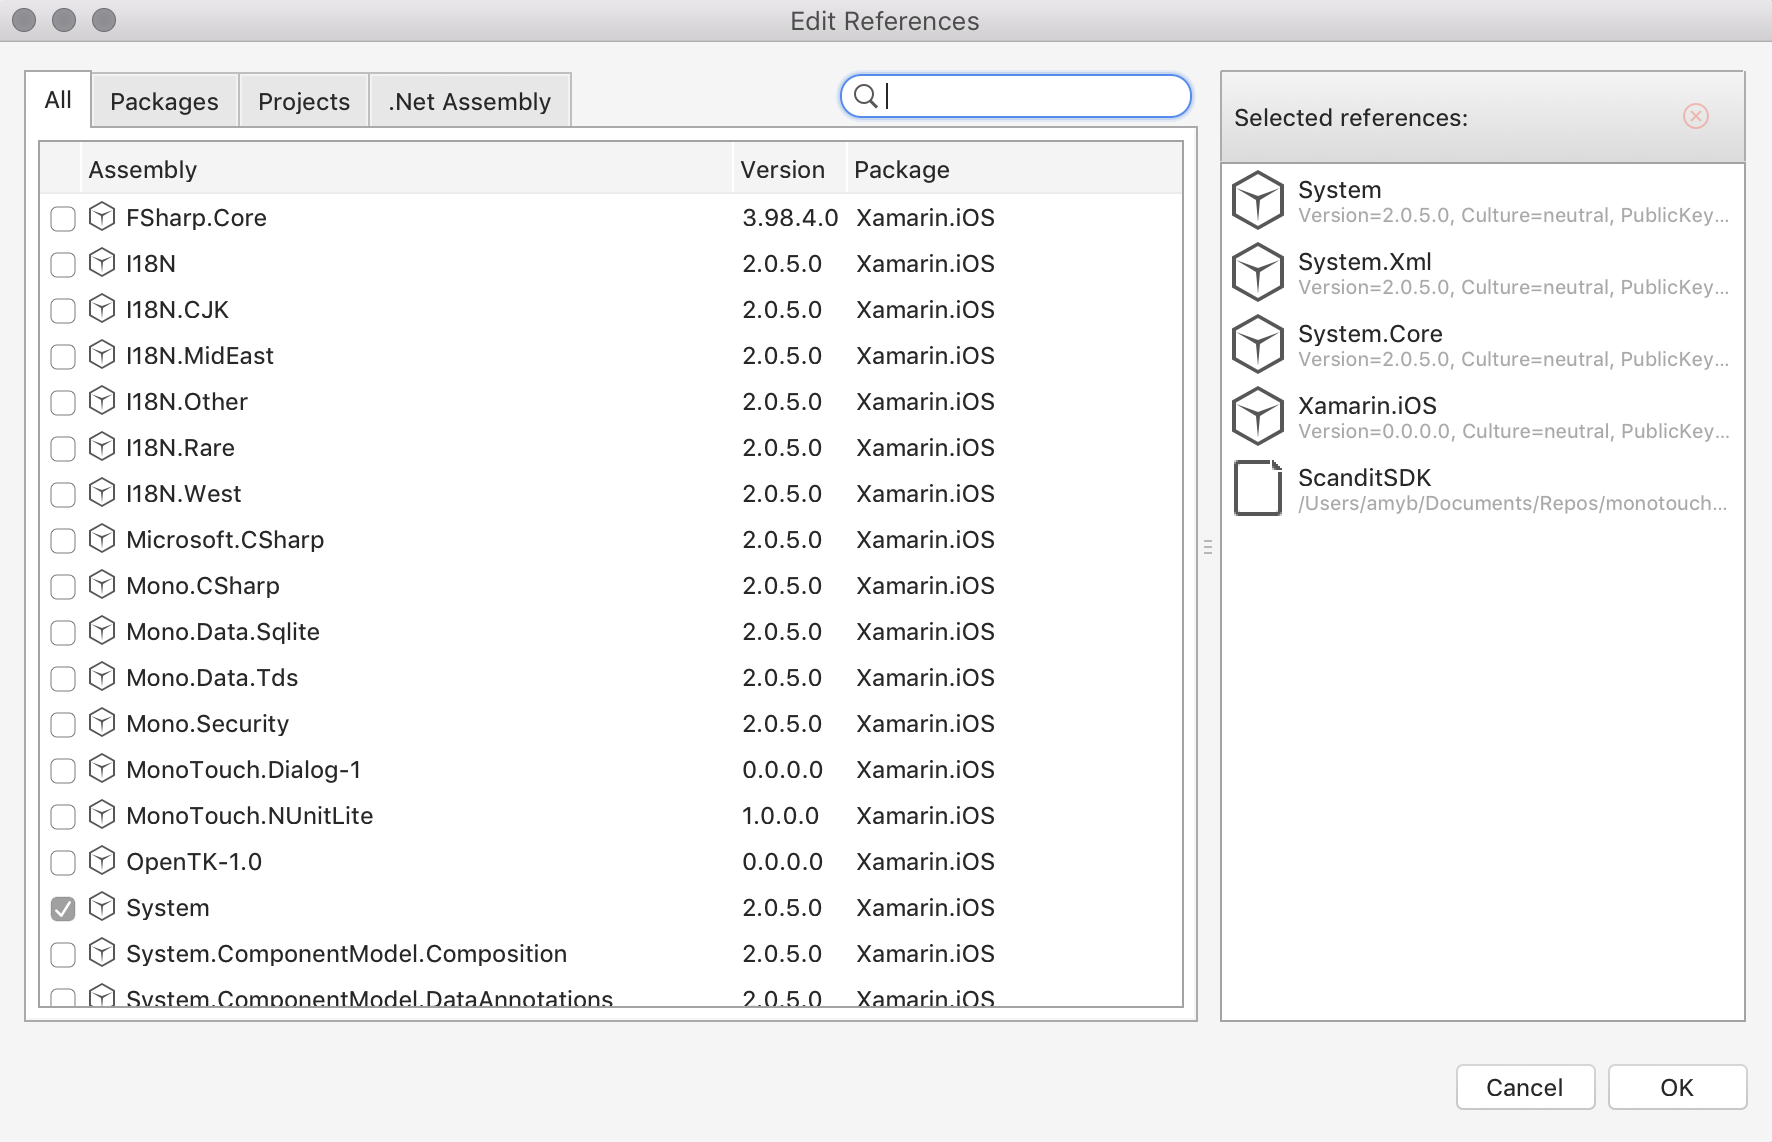 Edit References
All Packages Projects .Net Assembly
Assembly Version Package
FSharp.Core 3.98.4.0 Xamarin.iOS
I18N 2.0.5.0 Xamarin.iOS
I18N.CJK 2.0.5.0 Xamarin.iOS
I18N.MidEast 2.0.5.0 Xamarin.iOS
I18N.Other 2.0.5.0 Xamarin.iOS
I18N.Rare 2.0.5.0 Xamarin.iOS
I18N.West 2.0.5.0 Xamarin.iOS
Microsoft.CSharp 2.0.5.0 Xamarin.iOS
Mono.CSharp 2.0.5.0 Xamarin.iOS
Mono.Data.Sqlite 2.0.5.0 Xamarin.iOS
Mono.Data.Tds 2.0.5.0 Xamarin.iOS
Mono.Security 2.0.5.0 Xamarin.iOS
MonoTouch.Dialog-1 0.0.0.0 Xamarin.iOS
MonoTouch.NUnitLite 1.0.0.0 Xamarin.iOS
OpenTK-1.0 0.0.0.0 Xamarin.iOS
System 2.0.5.0 Xamarin.iOS
System.ComponentModel.Composition 2.0.5.0 Xamarin.iOS
System.ComponentModel.DataAnnotations 2.0.5.0 Xamarin.iOS
Selected references:
System
Version=2.0.5.0, Culture=neutral, PublicKey...
System.Xml
Version=2.0.5.0, Culture=neutral, PublicKey...
System.Core
Version=2.0.5.0, Culture=neutral, PublicKey...
Xamarin.iOS
Version=0.0.0.0, Culture=neutral, PublicKey...
ScanditSDK
/Users/amyb/Documents/Repos/monotouch...
Cancel OK